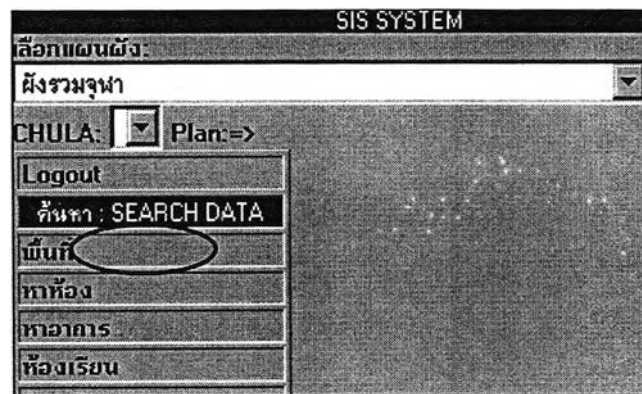 SIS SYSTEM
เลือกแผนผัง:
ผังรวมจุฬา
CHULA: Plan:=>
Logout
ค้นหา : SEARCH DATA
พื้นที่
หาห้อง
หาอาการ
ห้องเรียน